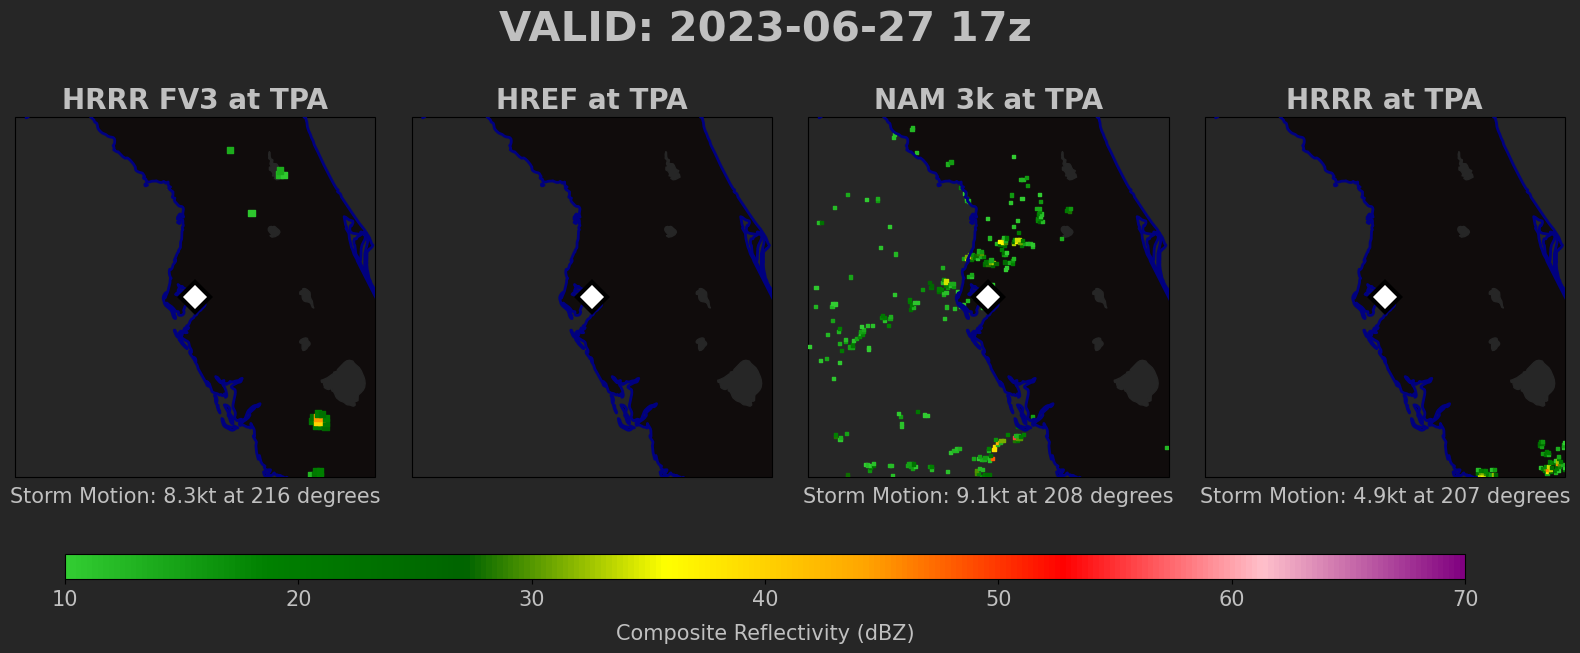 VALID: 2023-06-27 17z
HRRR FV3 at TPA
HREF at TPA
NAM 3k at TPA
HRRR at TPA
Storm Motion: 8.3kt at 216 degrees
Storm Motion: 9.1kt at 208 degrees
Storm Motion: 4.9kt at 207 degrees
10 20 30 40 50 60 70
Composite Reflectivity (dBZ)